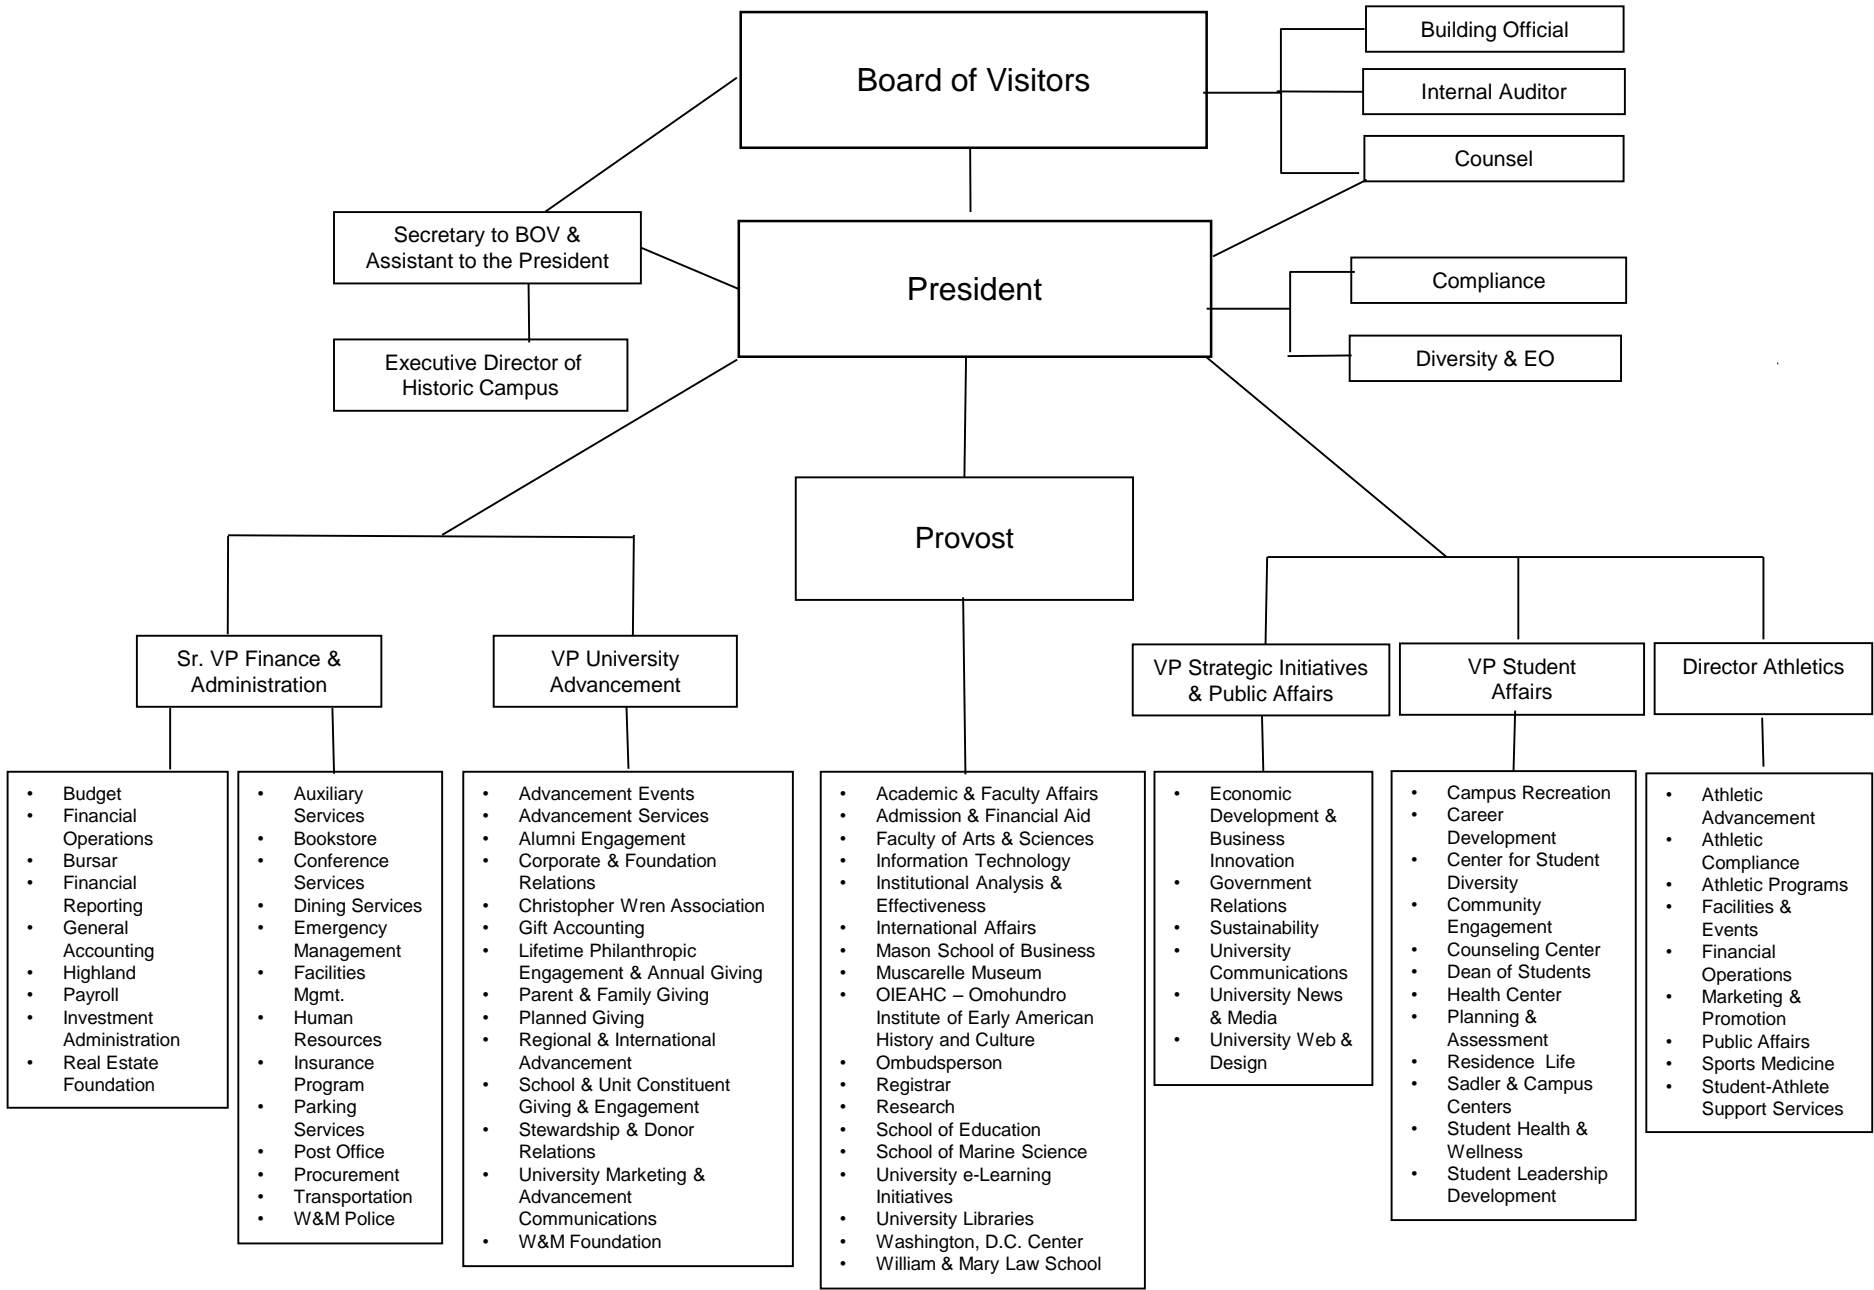 Board of Visitors
Building Official
Internal Auditor
Counsel
Secretary to BOV &
Assistant to the President
President
Compliance
Diversity & EO
Executive Director of
Historic Campus
Provost
Sr. VP Finance &
Administration
VP University
Advancement
VP Strategic Initiatives
& Public Affairs
VP Student
Affairs
Director Athletics
• Budget
• Financial
Operations
• Bursar
• Financial
Reporting
• General
Accounting
• Highland
• Payroll
• Investment
Administration
• Real Estate
Foundation
• Auxiliary
Services
• Bookstore
• Conference
Services
• Dining Services
• Emergency
Management
• Facilities
Mgmt.
• Human
Resources
• Insurance
Program
• Parking
Services
• Post Office
• Procurement
• Transportation
• W&M Police
• Advancement Events
• Advancement Services
• Alumni Engagement
• Corporate & Foundation
Relations
• Christopher Wren Association
• Gift Accounting
• Lifetime Philanthropic
Engagement & Annual Giving
• Parent & Family Giving
• Planned Giving
• Regional & International
Advancement
• School & Unit Constituent
Giving & Engagement
• Stewardship & Donor
Relations
• University Marketing &
Advancement
Communications
• W&M Foundation
• Academic & Faculty Affairs
• Admission & Financial Aid
• Faculty of Arts & Sciences
• Information Technology
• Institutional Analysis &
Effectiveness
• International Affairs
• Mason School of Business
• Muscarelle Museum
• OIEAHC – Omohundro
Institute of Early American
History and Culture
• Ombudsperson
• Registrar
• Research
• School of Education
• School of Marine Science
• University e-Learning
Initiatives
• University Libraries
• Washington, D.C. Center
• William & Mary Law School
• Economic
Development &
Business
Innovation
• Government
Relations
• Sustainability
• University
Communications
• University News
& Media
• University Web &
Design
• Campus Recreation
• Career
Development
• Center for Student
Diversity
• Community
Engagement
• Counseling Center
• Dean of Students
• Health Center
• Planning &
Assessment
• Residence Life
• Sadler & Campus
Centers
• Student Health &
Wellness
• Student Leadership
Development
• Athletic
Advancement
• Athletic
Compliance
• Athletic Programs
• Facilities &
Events
• Financial
Operations
• Marketing &
Promotion
• Public Affairs
• Sports Medicine
• Student-Athlete
Support Services